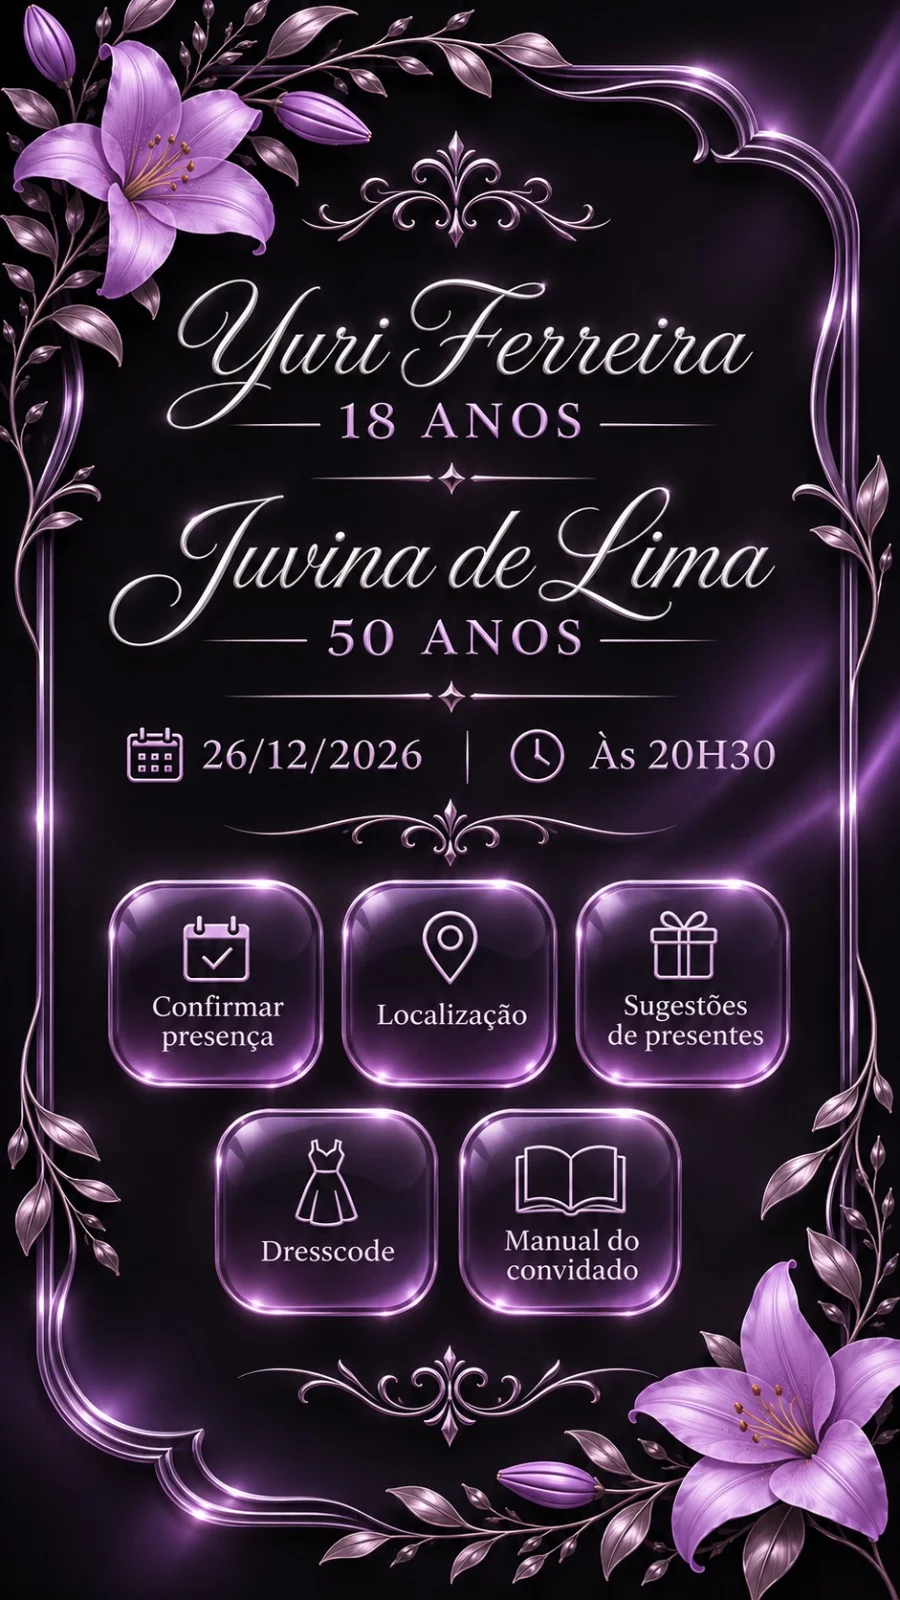 Yuri Ferreira
18 ANOS
Juvina de Lima
50 ANOS
26/12/2026
Às 20H30
Confirmar
presença
Localização
Sugestões
de presentes
Dresscode
Manual do
convidado